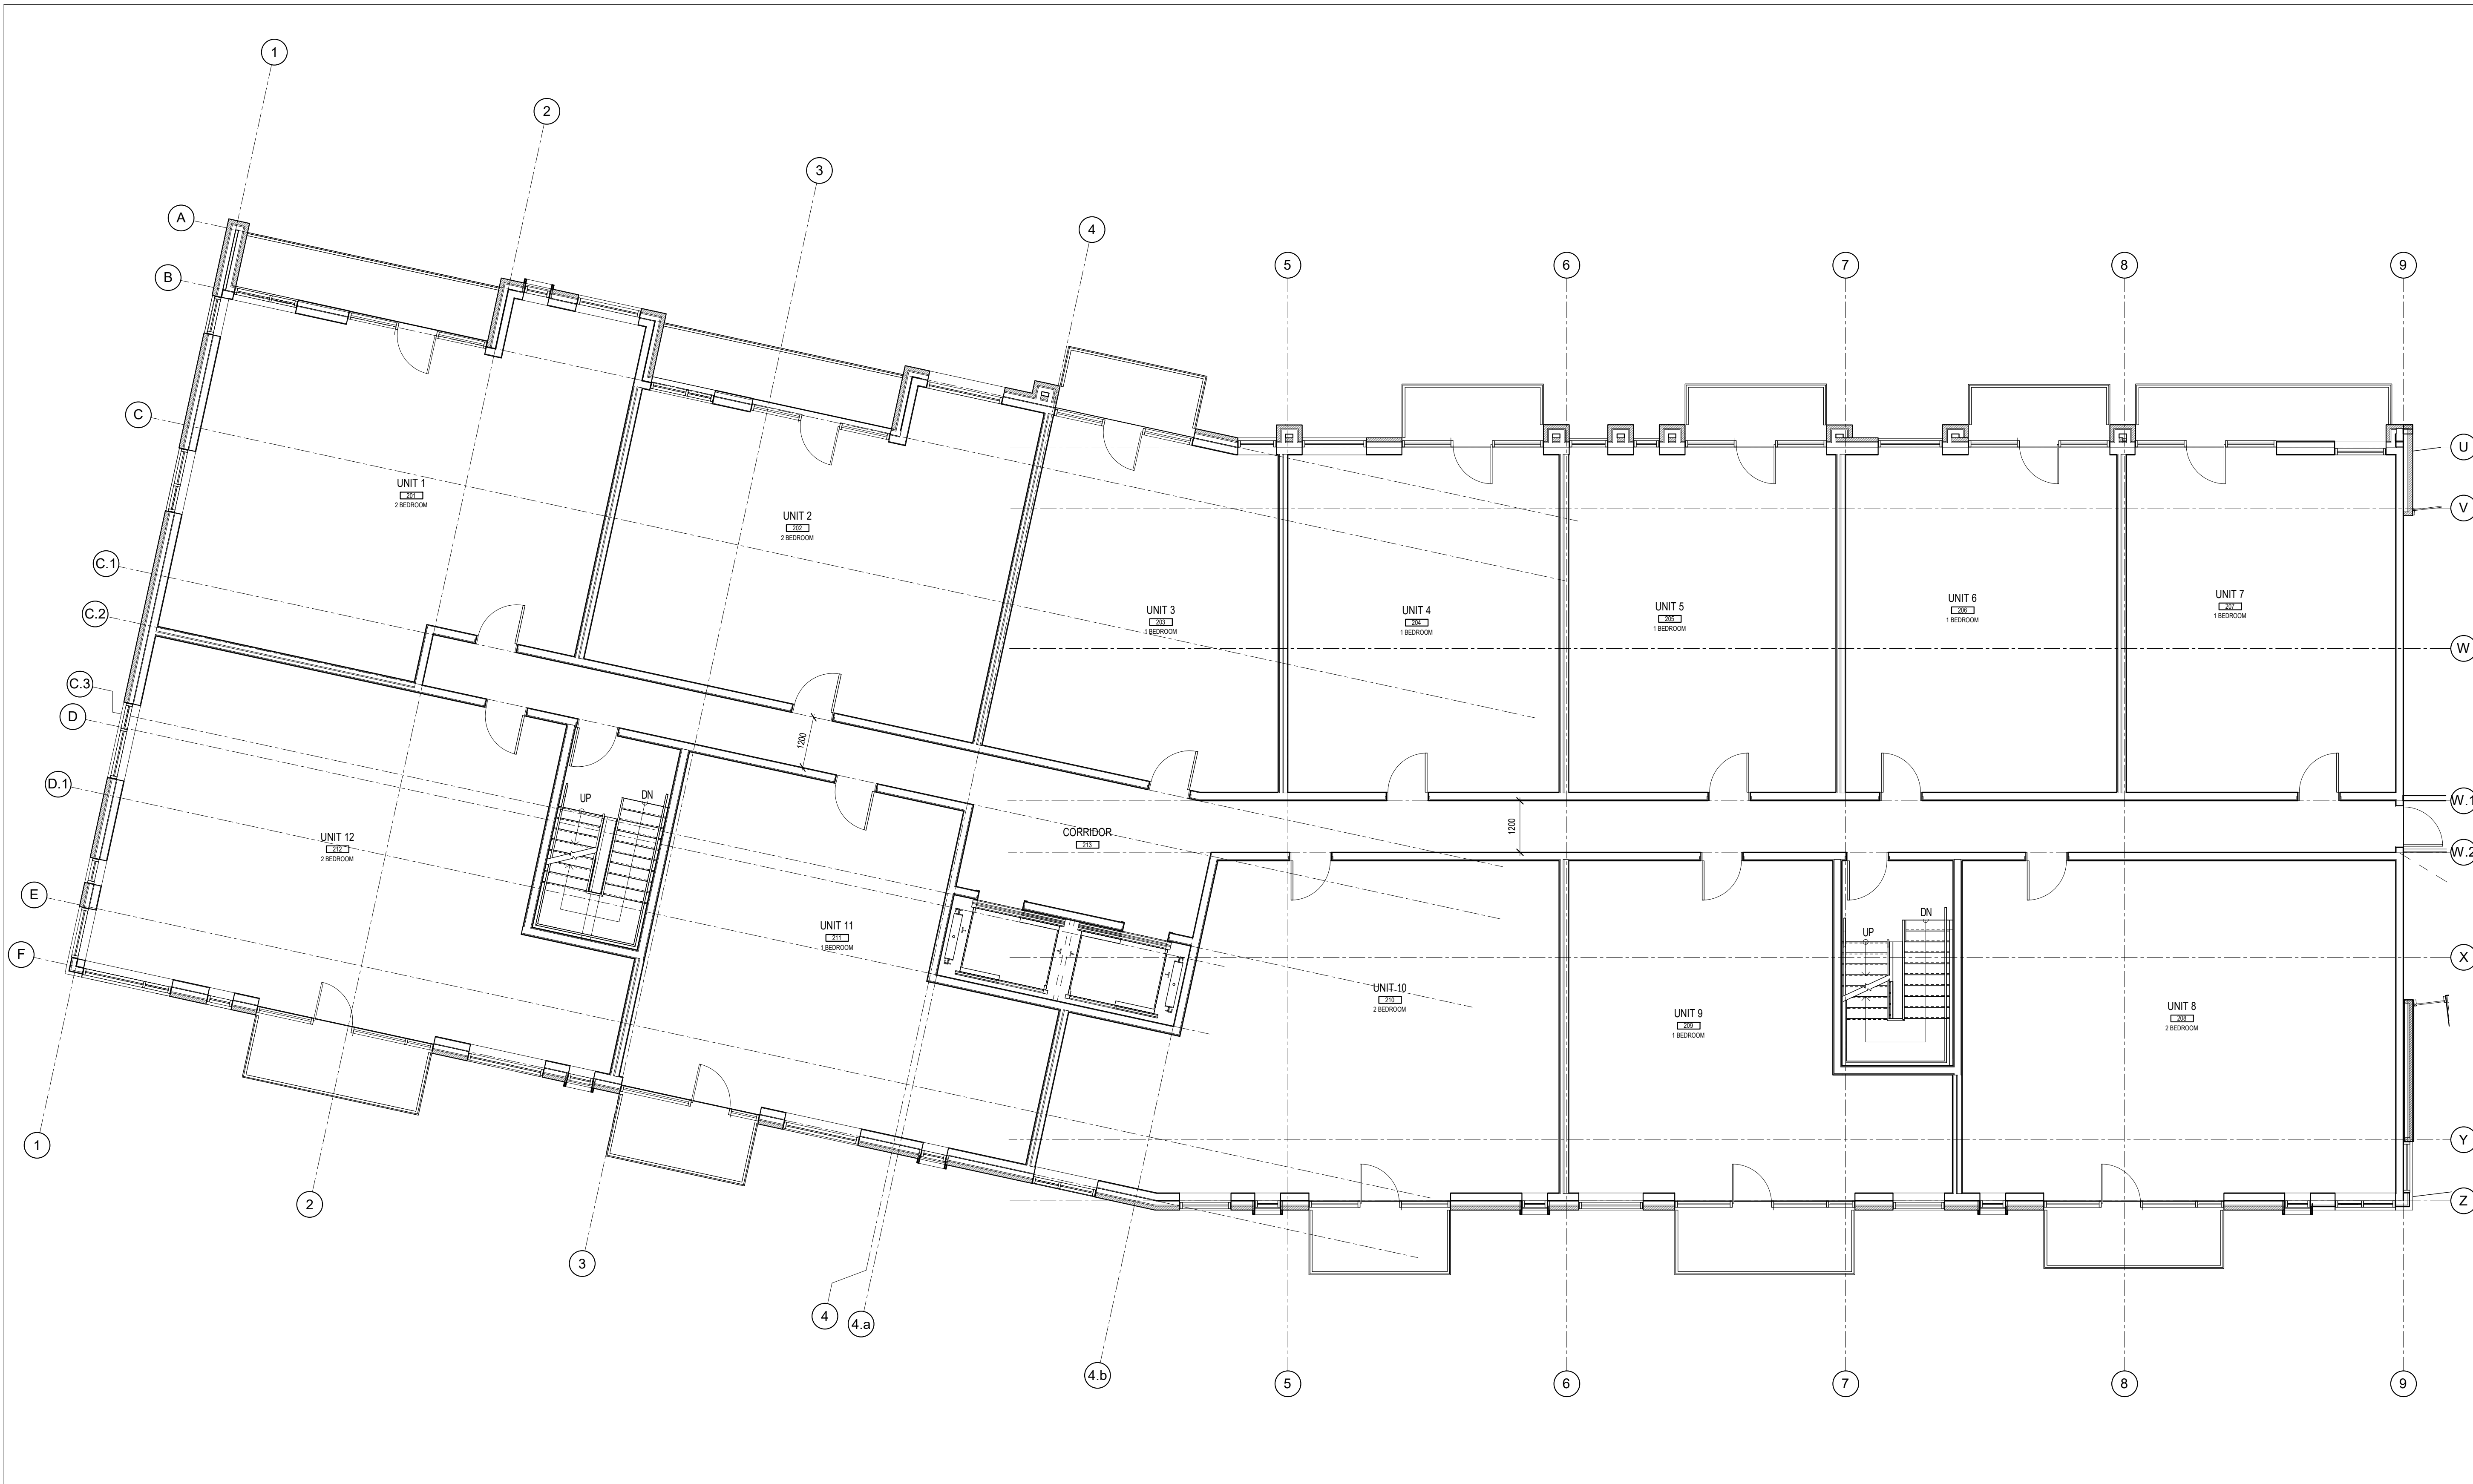 1
2
3
A
4
B
5
6
7
8
9
C
U
UNIT 1
201
2 BEDROOM
V
UNIT 2
202
2 BEDROOM
C.1
UNIT 7
207
1 BEDROOM
UNIT 6
206
1 BEDROOM
UNIT 5
205
1 BEDROOM
UNIT 3
203
1 BEDROOM
UNIT 4
204
1 BEDROOM
C.2
W
C.3
D
1200
D.1
UP
DN
W.1
1200
UNIT 12
212
2 BEDROOM
CORRIDOR
213
W.2
E
UNIT 11
211
1 BEDROOM
DN
UP
F
X
UNIT 10
210
2 BEDROOM
UNIT 9
209
1 BEDROOM
UNIT 8
208
2 BEDROOM
1
Y
2
Z
3
4
4.a
4.b
5
6
7
8
9